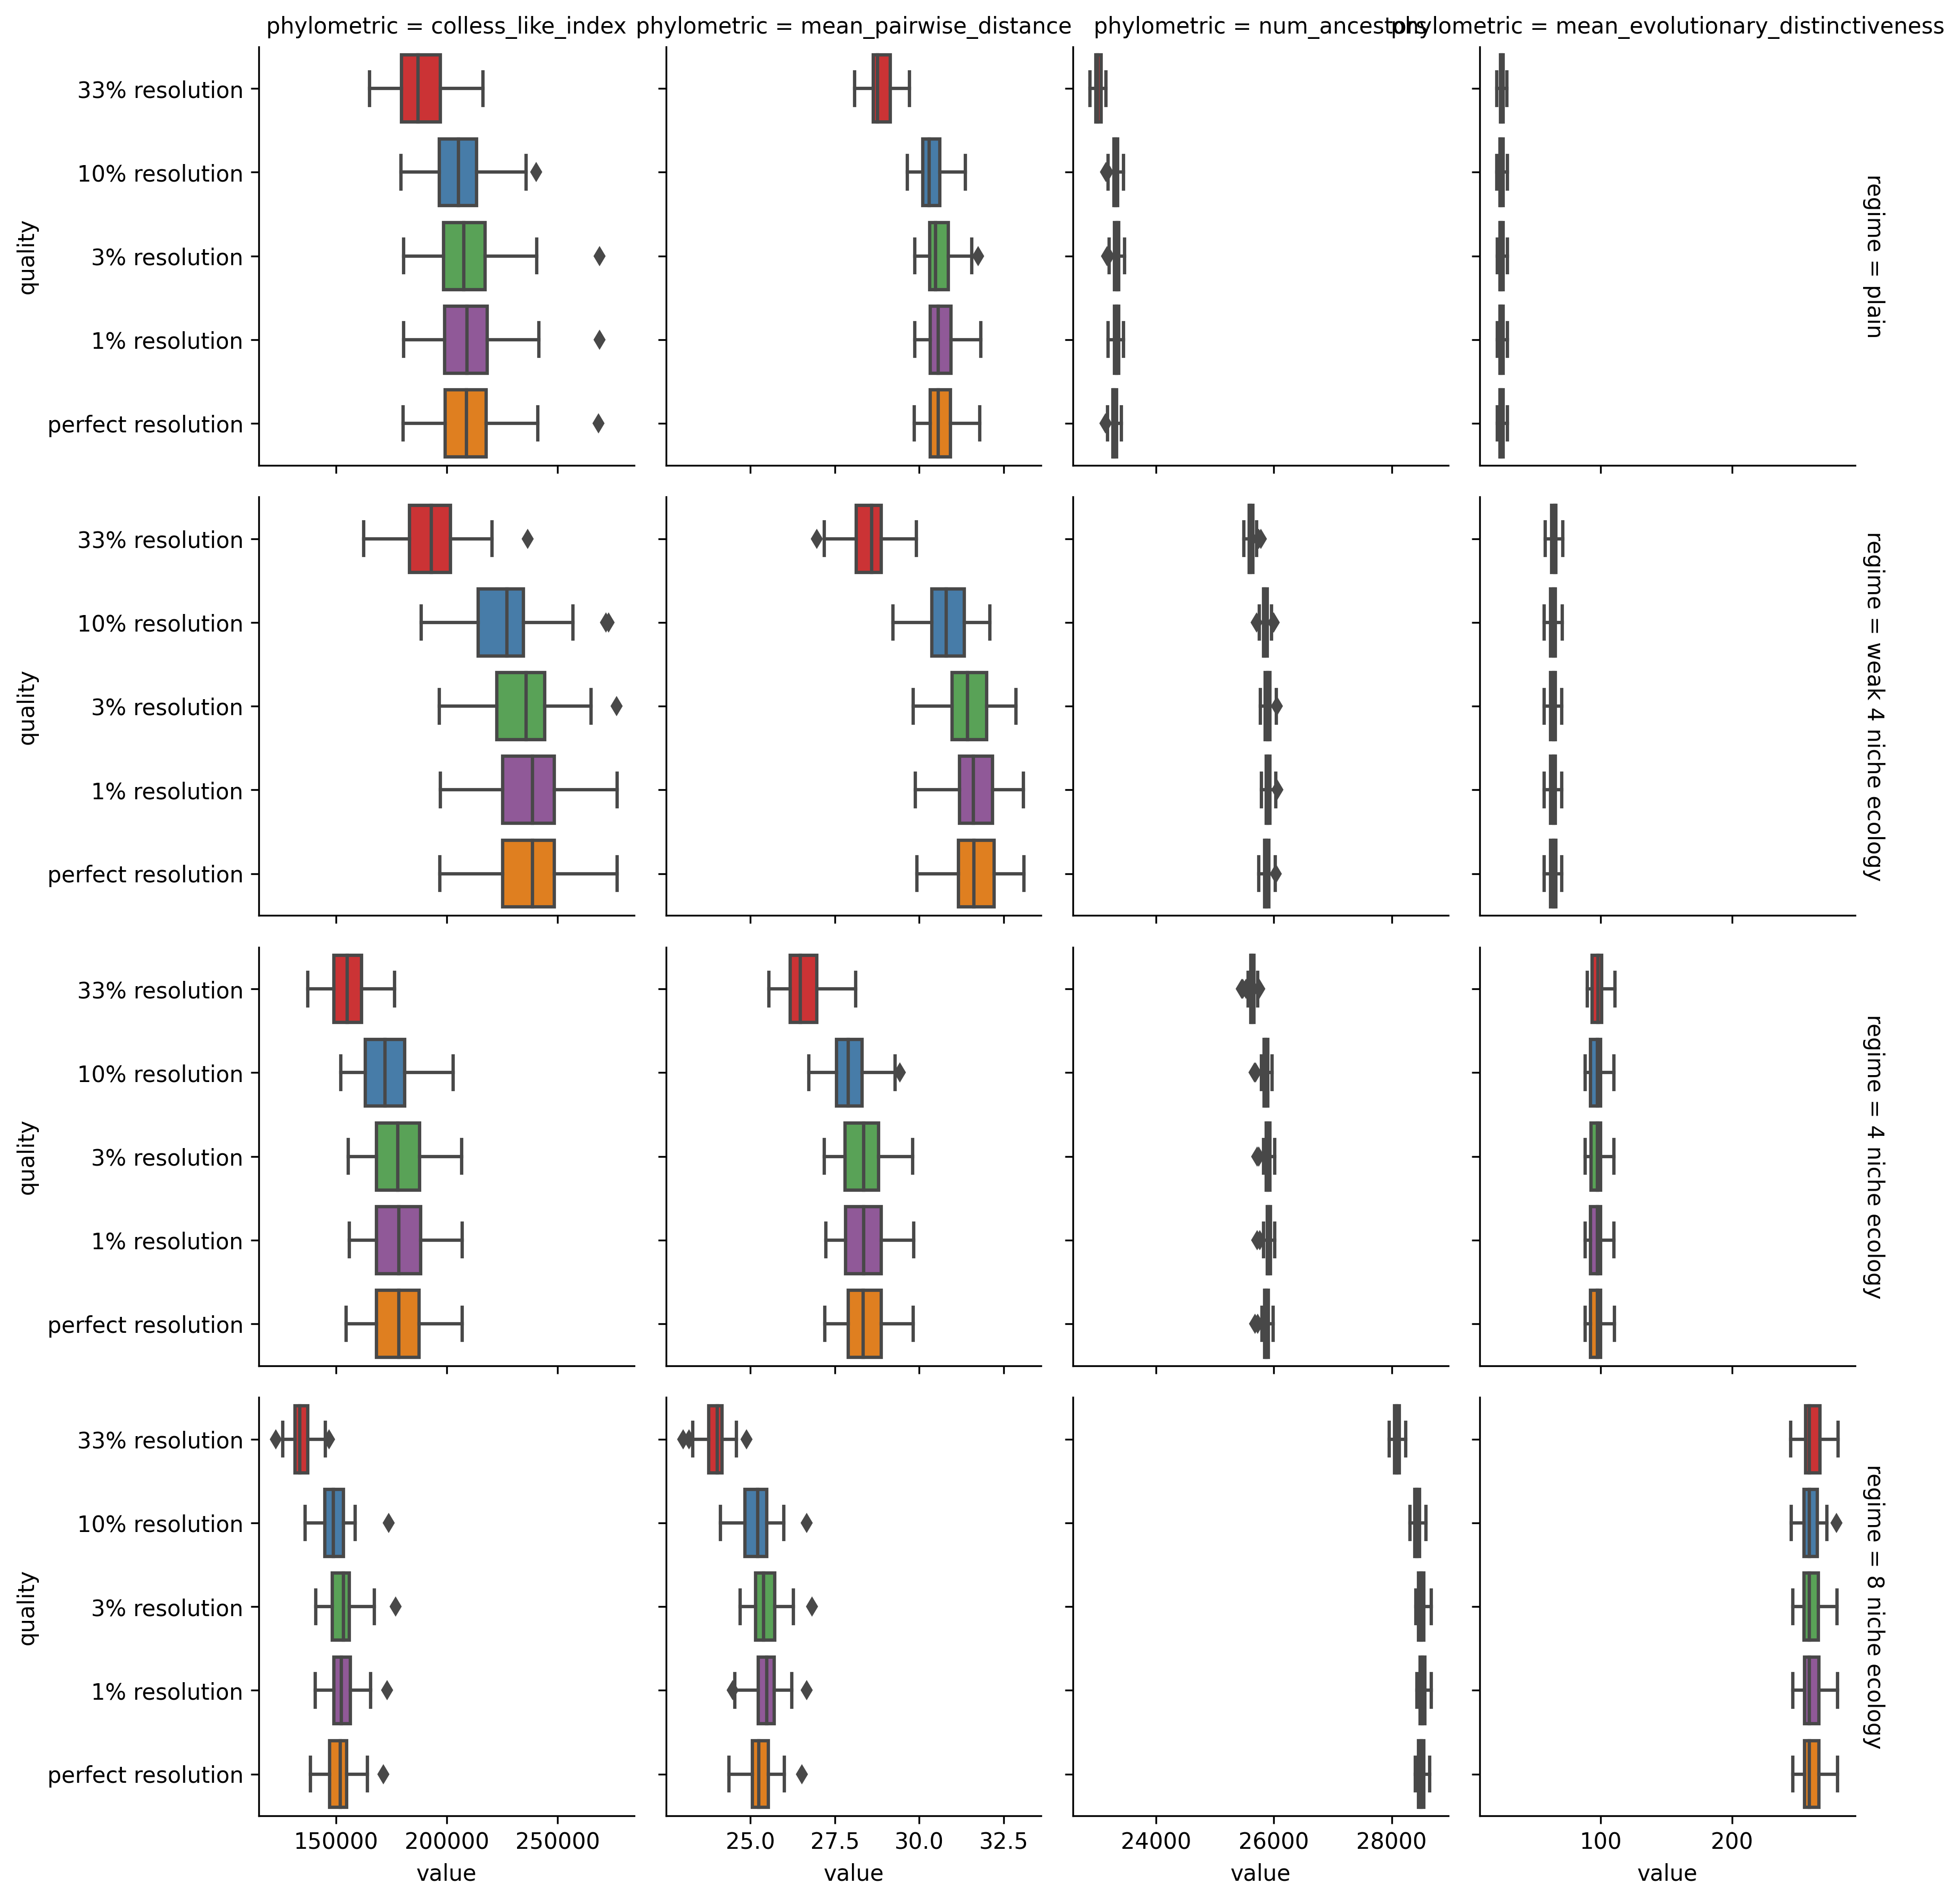 phylometric = colless_like_index
phylometric = mean_pairwise_distance
phylometric = num_ancestors
phylometric = mean_evolutionary_distinctiveness
quality
33% resolution
10% resolution
3% resolution
1% resolution
perfect resolution
regime = plain
quality
33% resolution
10% resolution
3% resolution
1% resolution
perfect resolution
regime = weak 4 niche ecology
quality
33% resolution
10% resolution
3% resolution
1% resolution
perfect resolution
regime = 4 niche ecology
quality
33% resolution
10% resolution
3% resolution
1% resolution
perfect resolution
regime = 8 niche ecology
150000 200000 250000
25.0 27.5 30.0 32.5
24000 26000 28000
100 200
value
value
value
value